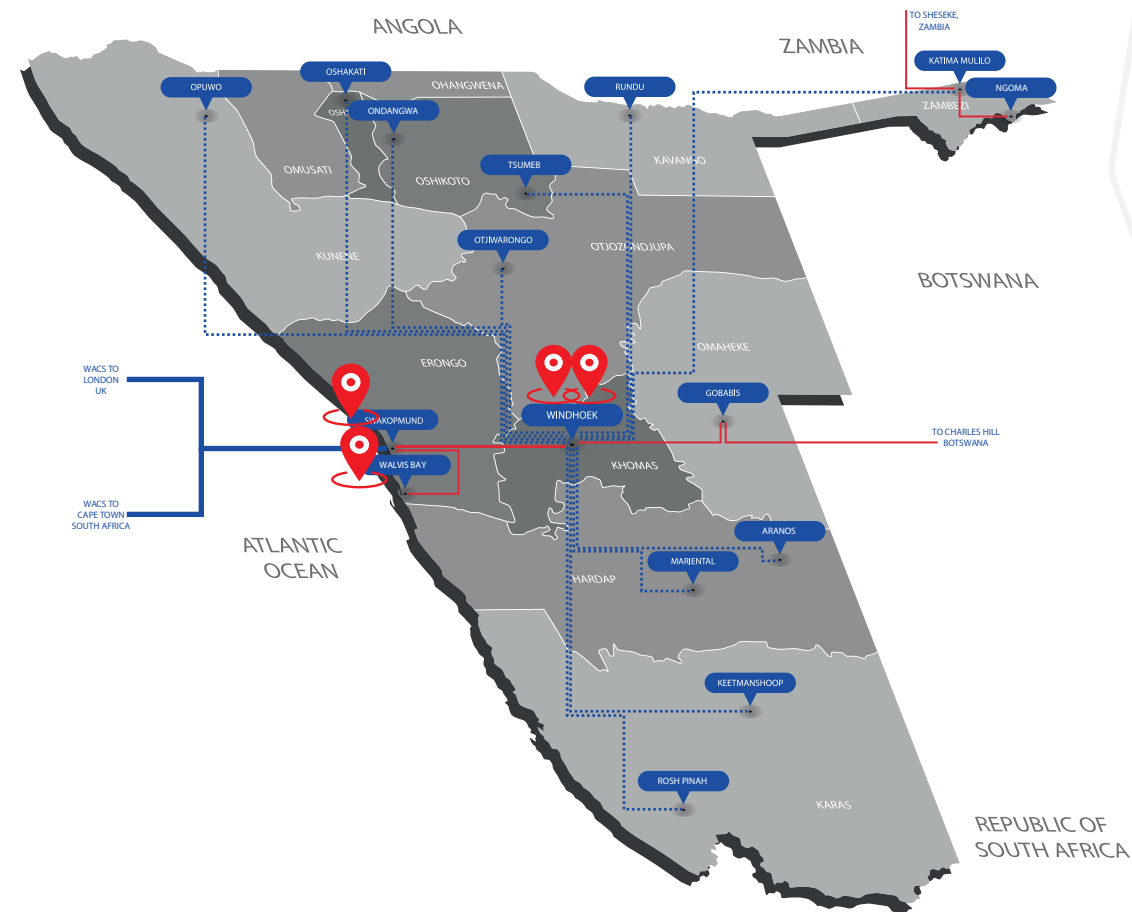 ANGOLA
TO SHESEKE,
ZAMBIA
ZAMBIA
KATIMA MULILO
OSHAKATI
OPUWO
OHANGWENA
RUNDU
NGOMA
ZAMBEZI
ONDANGWA
KAVANGO
TSUMEB
OMUSATI
OSHIKOTO
OTJIWARONGO
OTJOZONDJUPA
KUNENE
BOTSWANA
OMAHEKE
ERONGO
WACS TO
LONDON
UK
GOBABIS
WINDHOEK
SWAKOPMUND
TO CHARLES HILL
BOTSWANA
WALVIS BAY
KHOMAS
WACS TO
CAPE TOWN
SOUTH AFRICA
ARANOS
ATLANTIC
OCEAN
MARIENTAL
HARDAP
KEETMANSHOOP
ROSH PINAH
KARAS
REPUBLIC OF
SOUTH AFRICA